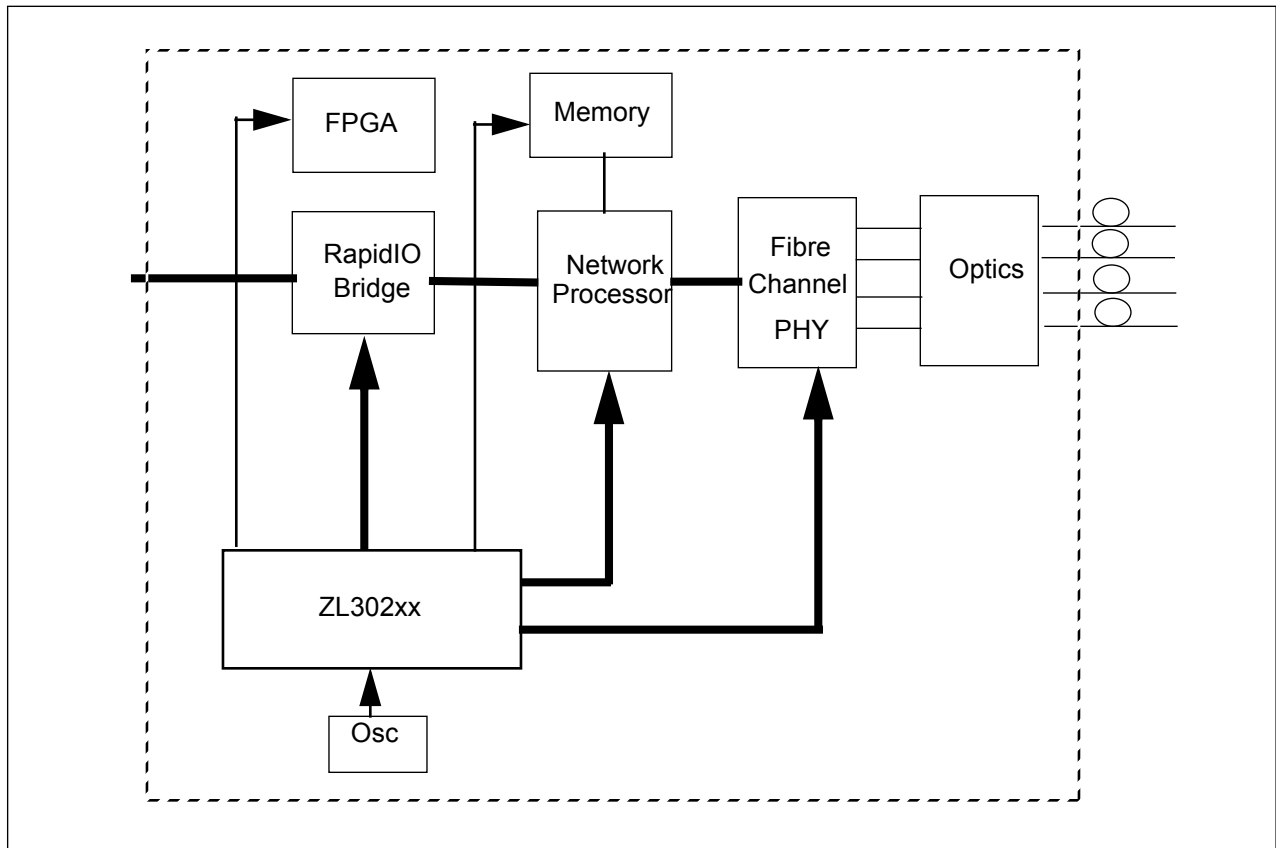 FPGA
Memory
RapidIO
Bridge
Network
Processor
Fibre
Channel
PHY
Optics
ZL302xx
Osc